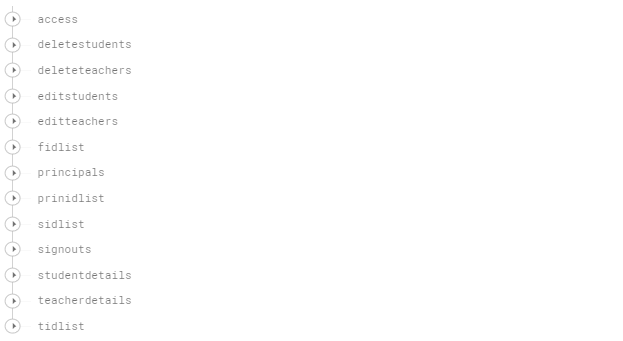 access
deletestudents
deleteteachers
editstudents
editteachers
fidlist
principals
prinidlist
sidlist
signouts
studentdetails
teacherdetails
tidlist